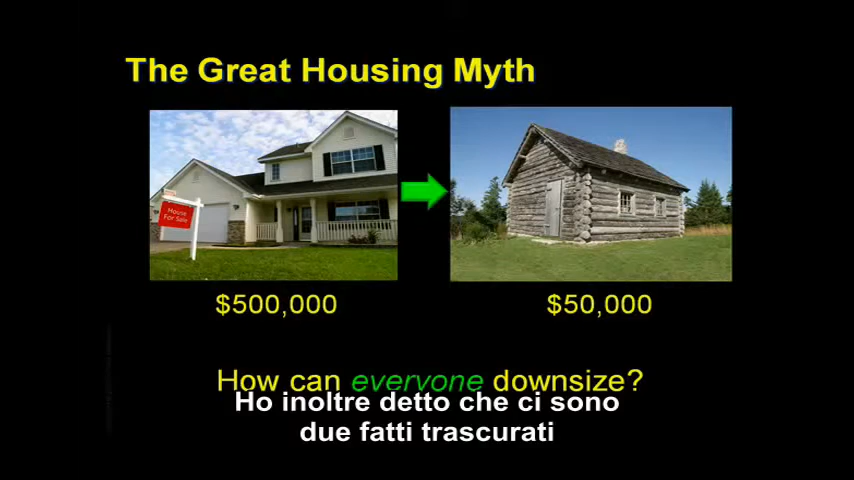 The Great Housing Myth
House
For Sale
$500,000
$50,000
How can everyone downsize?
Ho inoltre detto che ci sono
due fatti trascurati